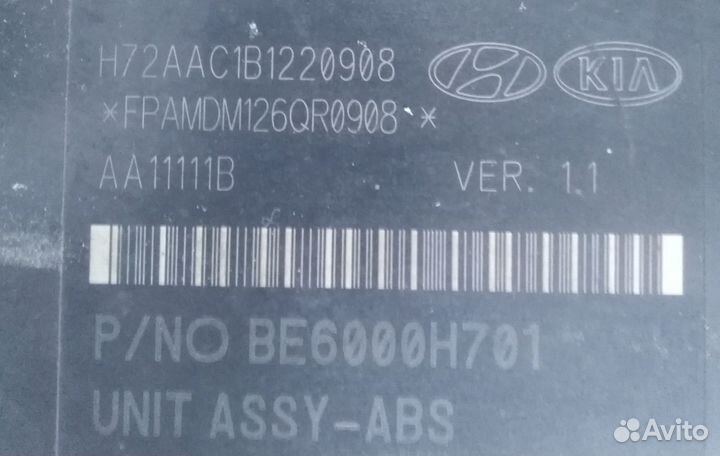 H72AAC1B1220908
KIA
*FPAMDM126QR0908 *
AA11111B VER. 1.1
P/NO BE6000H701
UNIT ASSY-ABS
Avito